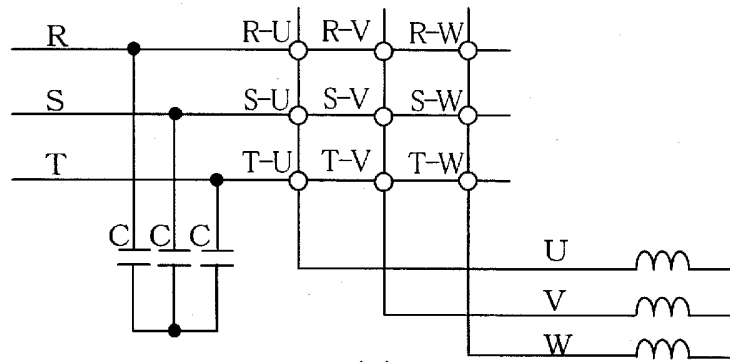 R R-U R-V R-W
S S-U S-V S-W
T T-U T-V T-W
C C C
U
V
W